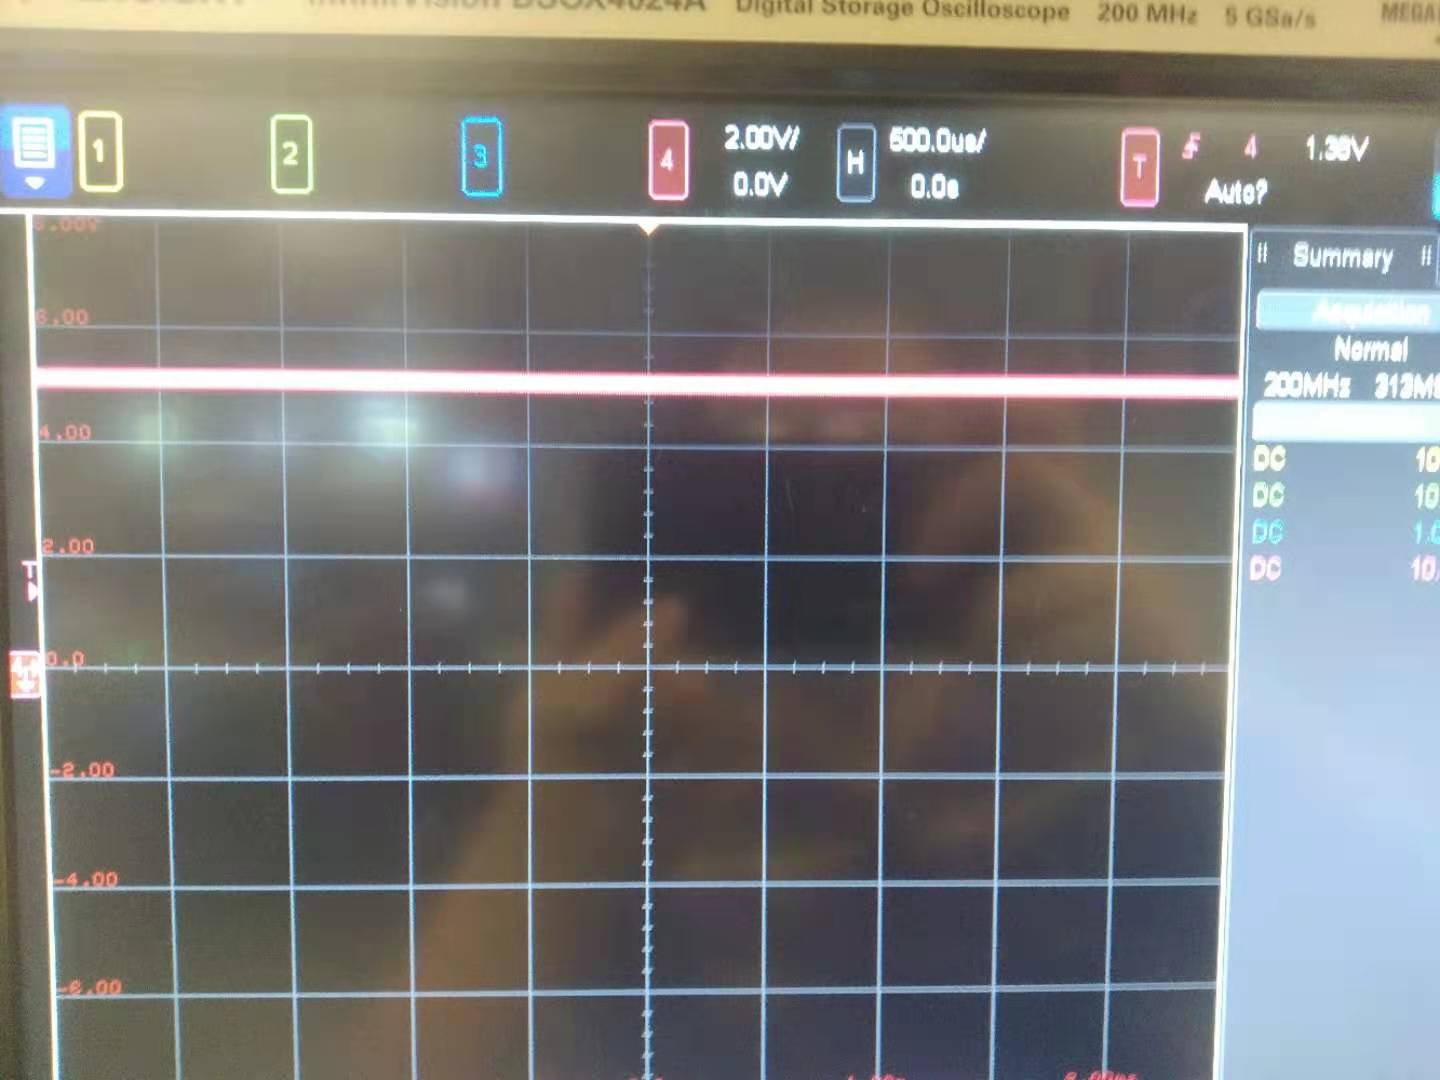 InfiniiVision DSOX4024A Digital Storage Oscilloscope 200 MHz 5 GSa/s
1 2 3 4 2.00V/ H 500.0us/ T 4 1.38V
0.0V 0.0s Auto?
Summary
Normal
200MHz
6.00
4.00
DC
DC
DC
DC
2.00
T
0.0
-2.00
-4.00
-6.00